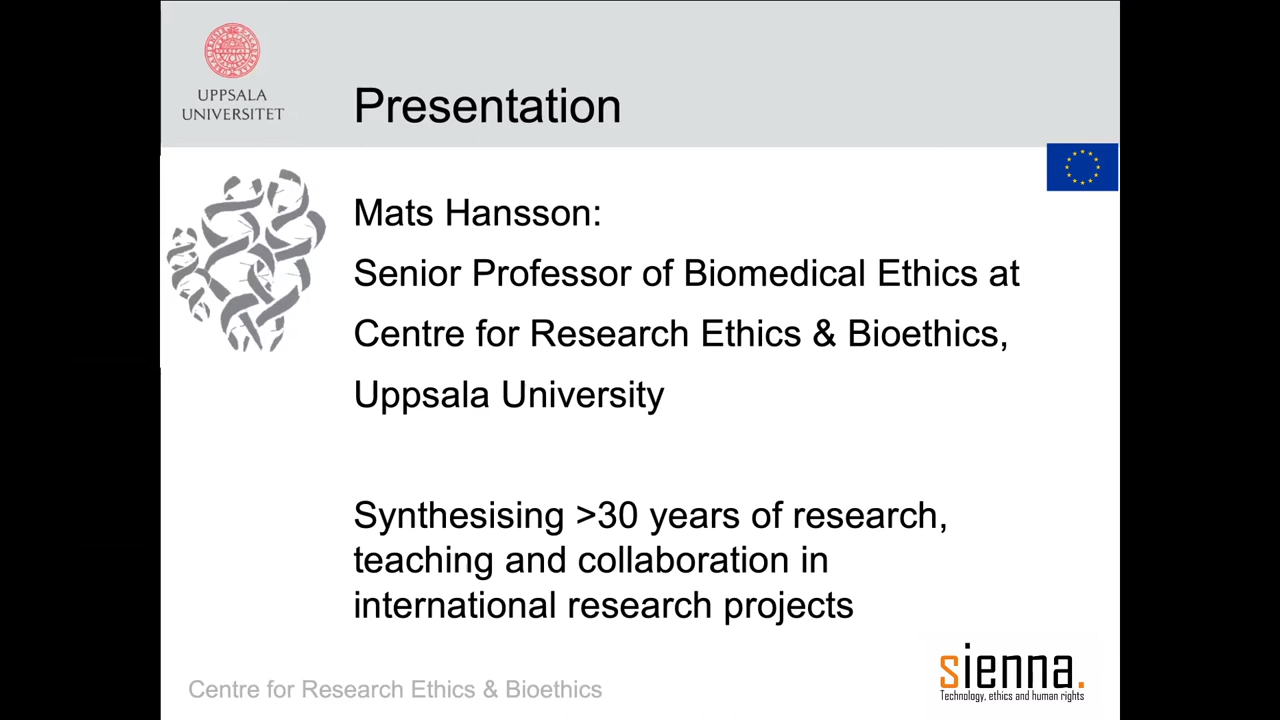 UPPSALA
UNIVERSITET
Presentation
Mats Hansson:
Senior Professor of Biomedical Ethics at
Centre for Research Ethics & Bioethics,
Uppsala University
Synthesising >30 years of research,
teaching and collaboration in
international research projects
sienna.
Technology, ethics and human rights
Centre for Research Ethics & Bioethics